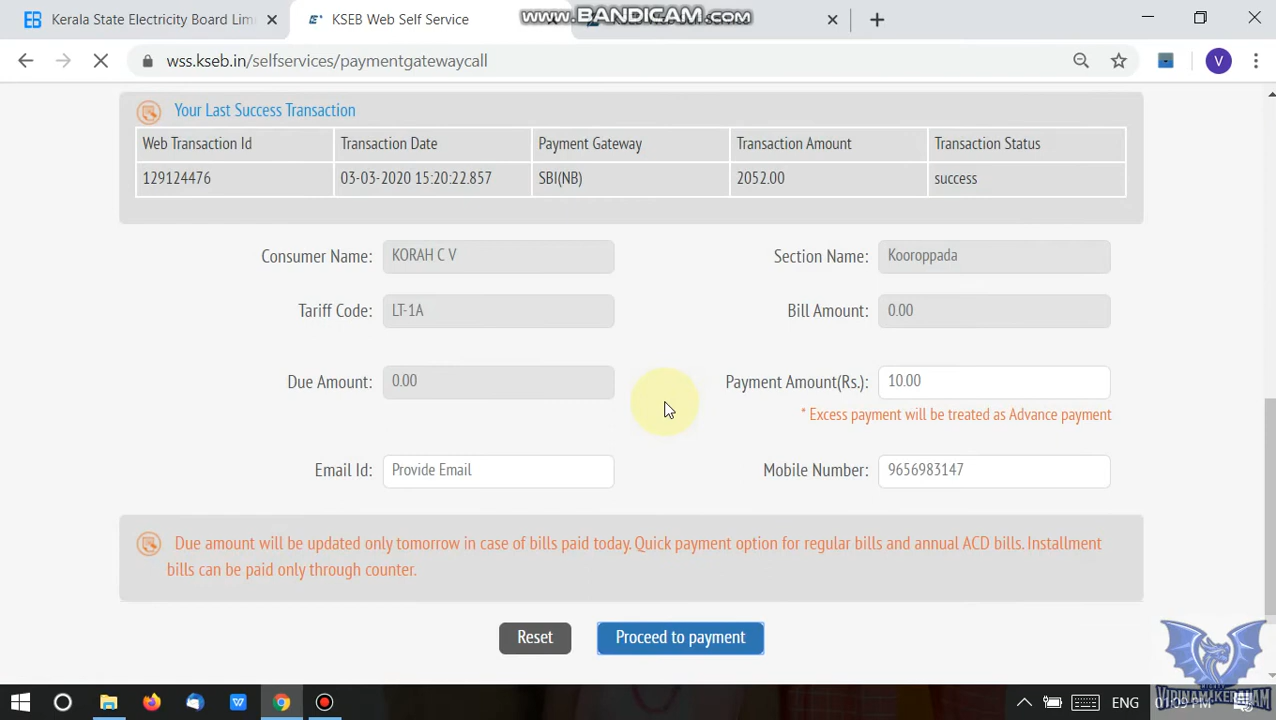 Kerala State Electricity Board Lim
KSEB Web Self Service
www.BANDICAM.com
wss.kseb.in/selfservices/paymentgatewaycall
V
Your Last Success Transaction
Web Transaction Id Transaction Date Payment Gateway Transaction Amount Transaction Status
129124476 03-03-2020 15:20:22.857 SBI(NB) 2052.00 success
Consumer Name: KORAH C V Section Name: Kooroppada
Tariff Code: LT-1A Bill Amount: 0.00
Due Amount: 0.00 Payment Amount(Rs.): 10.00
* Excess payment will be treated as Advance payment
Email Id: Provide Email Mobile Number: 9656983147
Due amount will be updated only tomorrow in case of bills paid today. Quick payment option for regular bills and annual ACD bills. Installment
bills can be paid only through counter.
Reset Proceed to payment
VIPINAMAKERALAM
ENG 01:09 PM